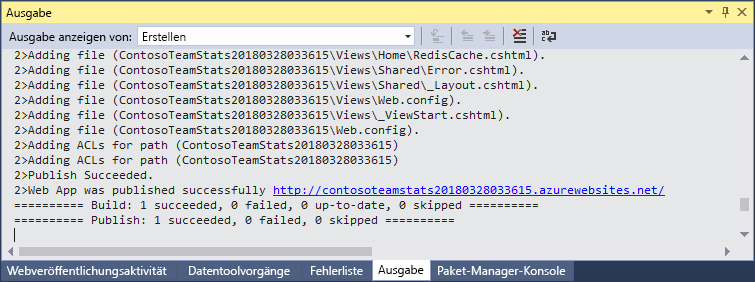 Ausgabe
Ausgabe anzeigen von: Erstellen
2>Adding file (ContosoTeamStats20180328033615\Views\Home\RedisCache.cshtml).
2>Adding file (ContosoTeamStats20180328033615\Views\Shared\Error.cshtml).
2>Adding file (ContosoTeamStats20180328033615\Views\Shared\_Layout.cshtml).
2>Adding file (ContosoTeamStats20180328033615\Views\Web.config).
2>Adding file (ContosoTeamStats20180328033615\Views\_ViewStart.cshtml).
2>Adding file (ContosoTeamStats20180328033615\Web.config).
2>Adding ACLs for path (ContosoTeamStats20180328033615)
2>Adding ACLs for path (ContosoTeamStats20180328033615)
2>Publish Succeeded.
2>Web App was published successfully http://contosoteamstats20180328033615.azurewebsites.net/
========== Build: 1 succeeded, 0 failed, 0 up-to-date, 0 skipped ==========
========== Publish: 1 succeeded, 0 failed, 0 skipped ==========
Webveröffentlichungsaktivität Datentoolvorgänge Fehlerliste Ausgabe Paket-Manager-Konsole